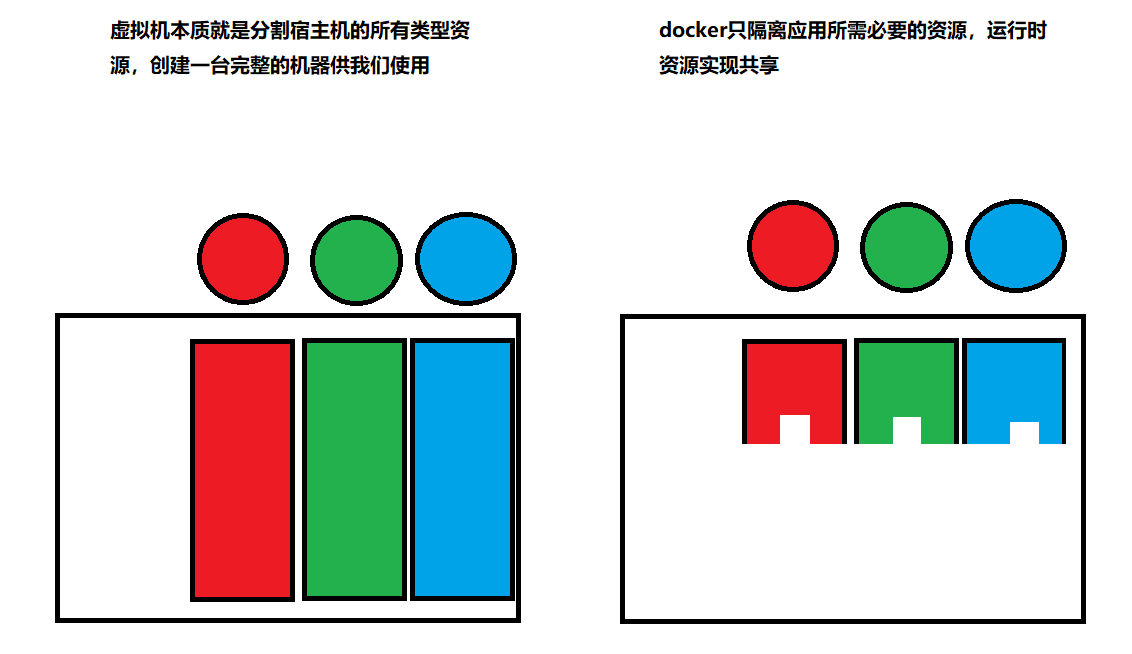 虚拟机本质就是分割宿主机的所有类型资
源，创建一台完整的机器供我们使用
docker只隔离应用所需必要的资源，运行时
资源实现共享